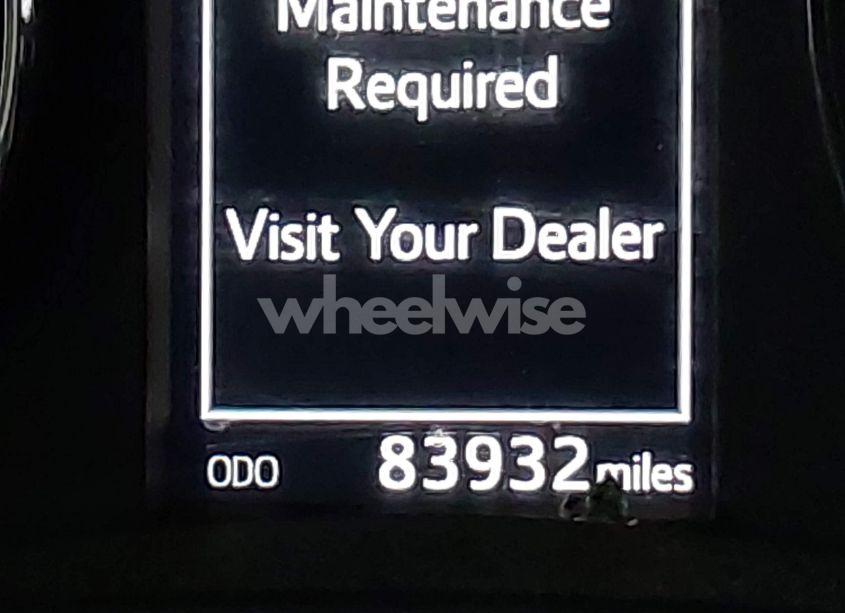 Maintenance
Required
Visit Your Dealer
wheelwise
ODO 83932 miles